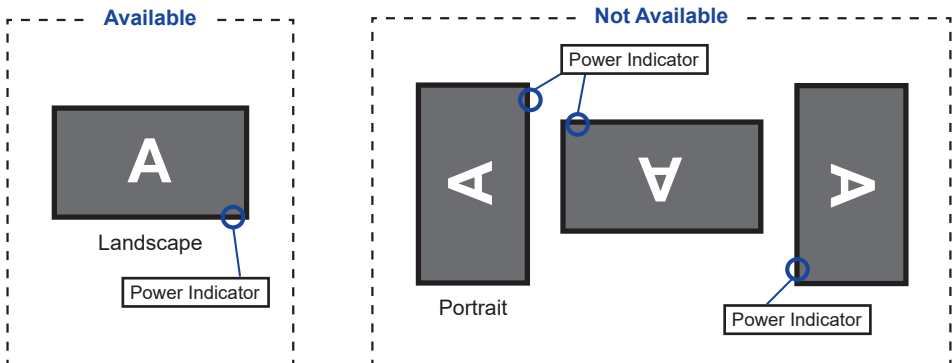 Available
A
Landscape
Power Indicator
Not Available
Power Indicator
A
A
A
Portrait
Power Indicator